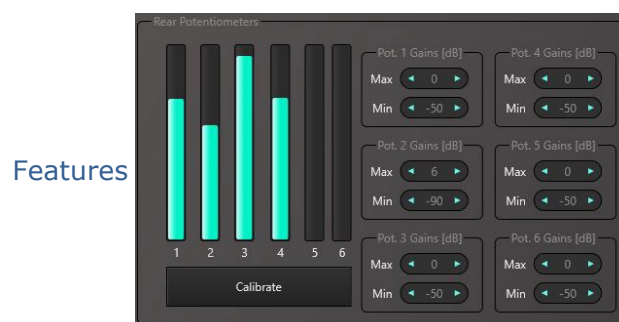 Features
Rear Potentiometers
1 2 3 4 5 6
Calibrate
Pot. 1 Gains [dB]
Max 0
Min -50
Pot. 2 Gains [dB]
Max 6
Min -90
Pot. 3 Gains [dB]
Max 0
Min -50
Pot. 4 Gains [dB]
Max 0
Min -50
Pot. 5 Gains [dB]
Max 0
Min -50
Pot. 6 Gains [dB]
Max 0
Min -50